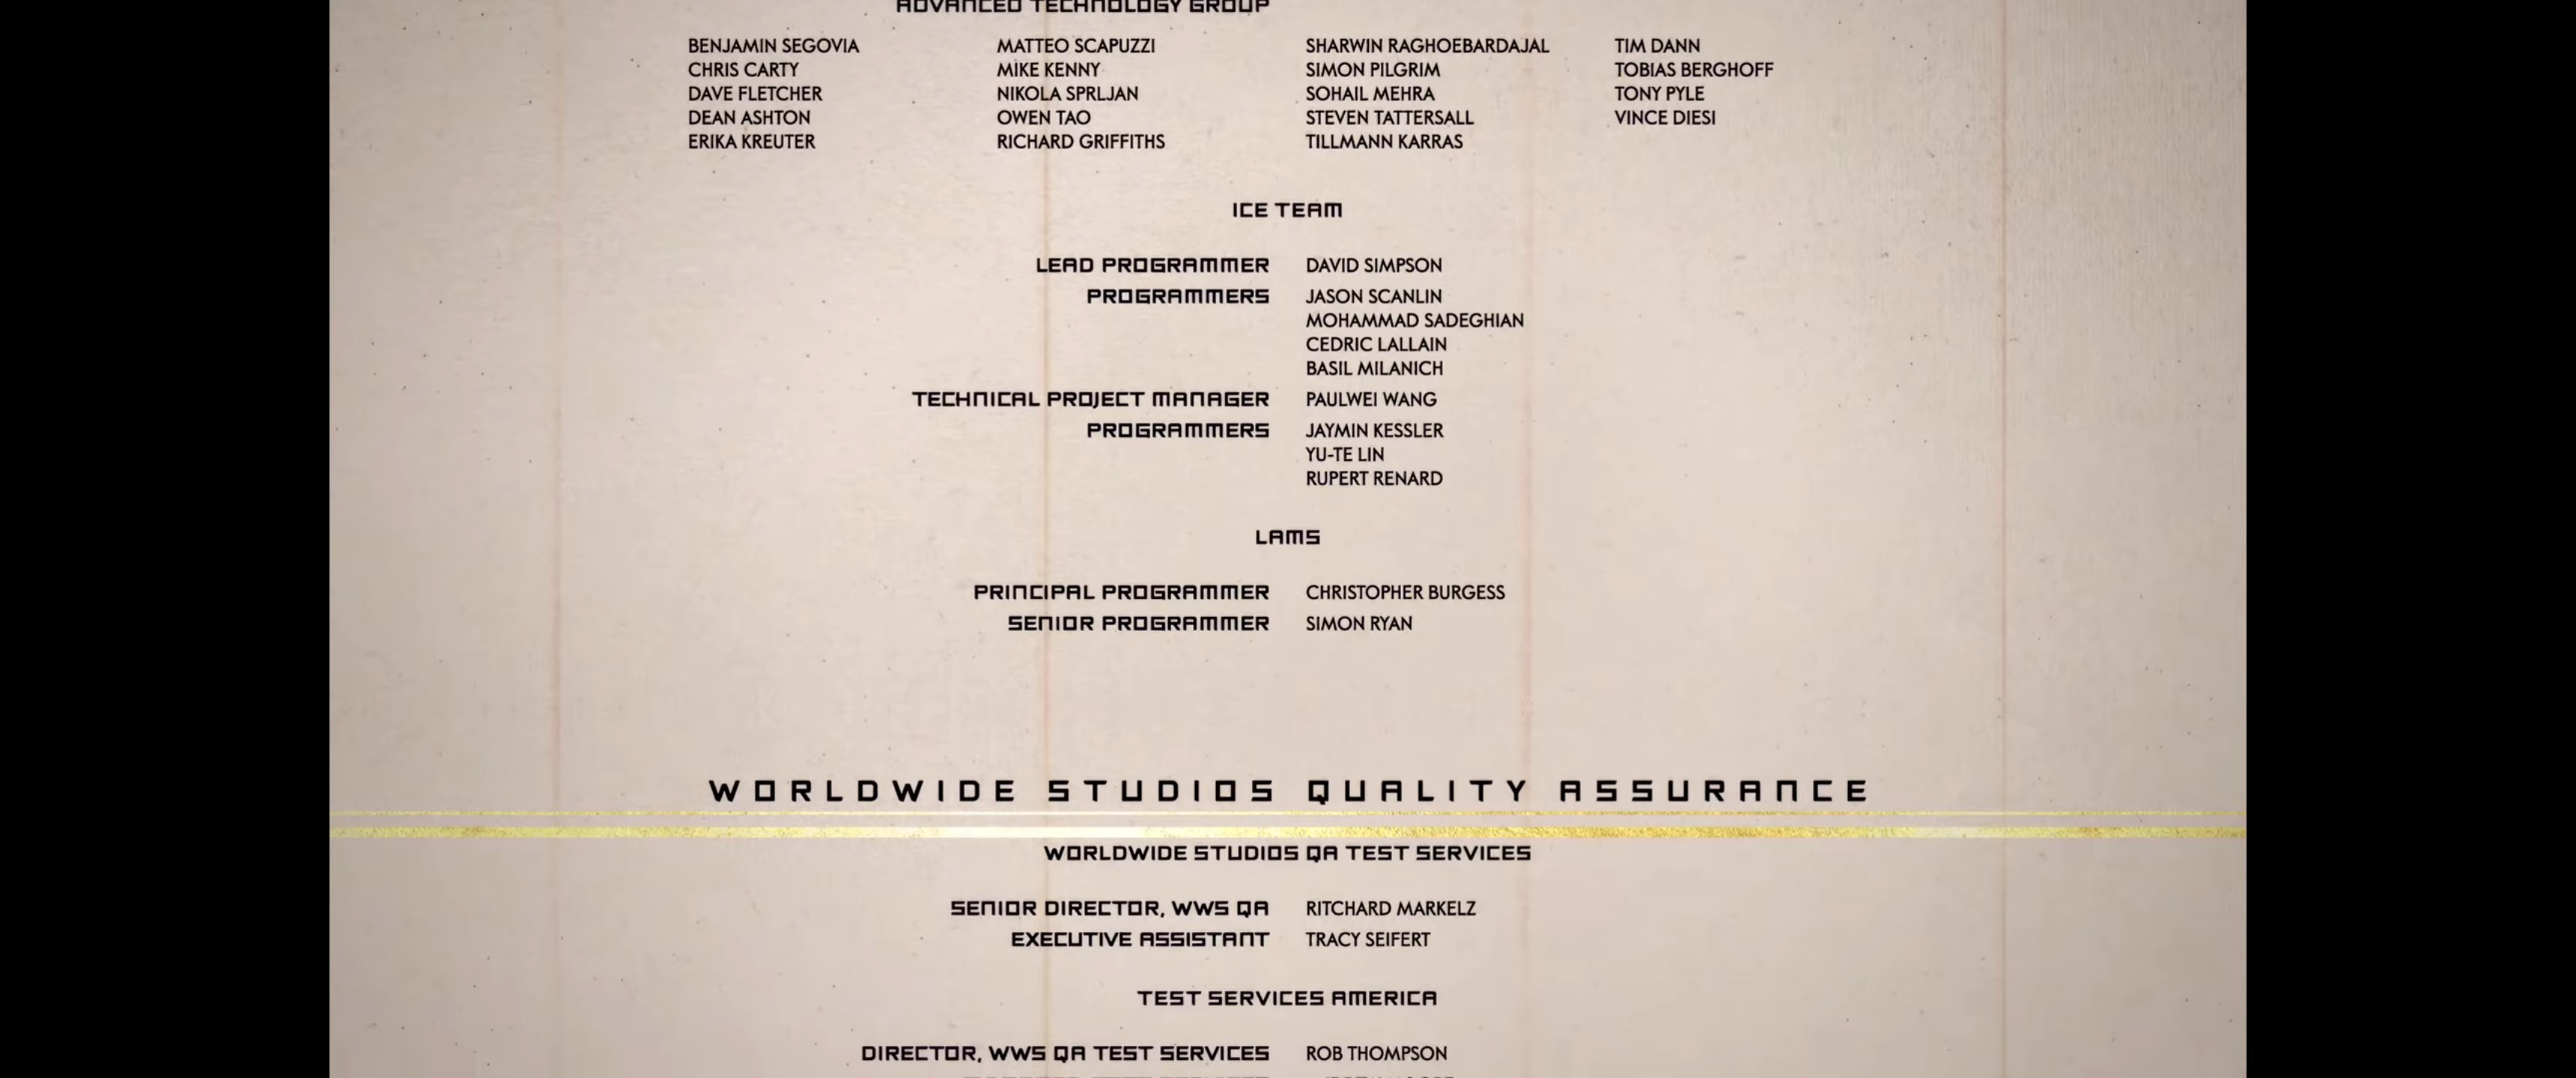 ADVANCED TECHNOLOGY GROUP
BENJAMIN SEGOVIA MATTEO SCAPUZZI SHARWIN RAGHOEBARDAJAL TIM DANN
CHRIS CARTY MIKE KENNY SIMON PILGRIM TOBIAS BERGHOFF
DAVE FLETCHER NIKOLA SPRLJAN SOHAIL MEHRA TONY PYLE
DEAN ASHTON OWEN TAO STEVEN TATTERSALL VINCE DIESI
ERIKA KREUTER RICHARD GRIFFITHS TILLMANN KARRAS
ICE TEAM
LEAD PROGRAMMER DAVID SIMPSON
PROGRAMMERS JASON SCANLIN
MOHAMMAD SADEGHIAN
CEDRIC LALLAIN
BASIL MILANICH
TECHNICAL PROJECT MANAGER PAULWEI WANG
PROGRAMMERS JAYMIN KESSLER
YU-TE LIN
RUPERT RENARD
LAMS
PRINCIPAL PROGRAMMER CHRISTOPHER BURGESS
SENIOR PROGRAMMER SIMON RYAN
WORLDWIDE STUDIOS QUALITY ASSURANCE
WORLDWIDE STUDIOS QA TEST SERVICES
SENIOR DIRECTOR, WWS QA RITCHARD MARKELZ
EXECUTIVE ASSISTANT TRACY SEIFERT
TEST SERVICES AMERICA
DIRECTOR, WWS QA TEST SERVICES ROB THOMPSON